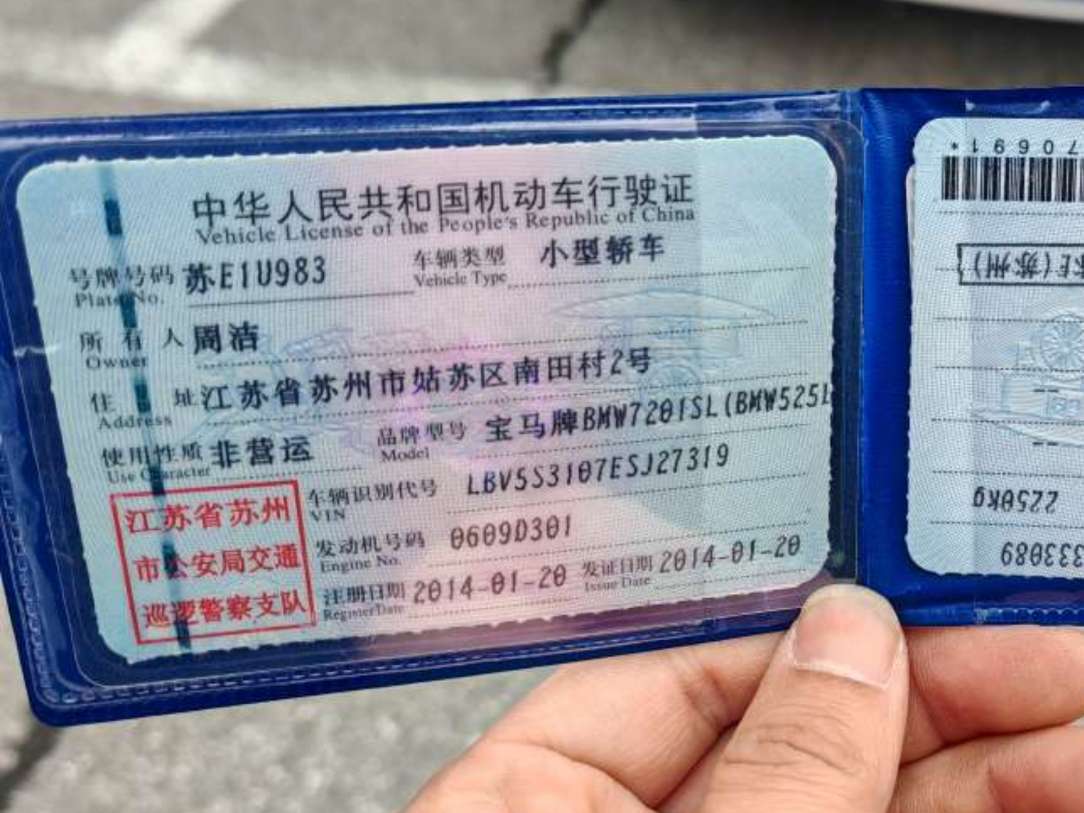 中华人民共和国机动车行驶证
Vehicle License of the People's Republic of China
号牌号码 苏E1U983 车辆类型 小型轿车
Plate No. Vehicle Type
所有人 周洁
Owner
住 址 江苏省苏州市姑苏区南田村2号
Address
使用性质 非营运 品牌型号 宝马牌BMW7201SL(BMW525L
Use Character Model
车辆识别代号 LBV5S3107ESJ27319
VIN
发动机号码 0609D301
Engine No.
注册日期 2014-01-20 发证日期 2014-01-20
Register Date Issue Date
江苏省苏州
市公安局交通
巡逻警察支队
70691*
E(苏州)
2250kg
333089